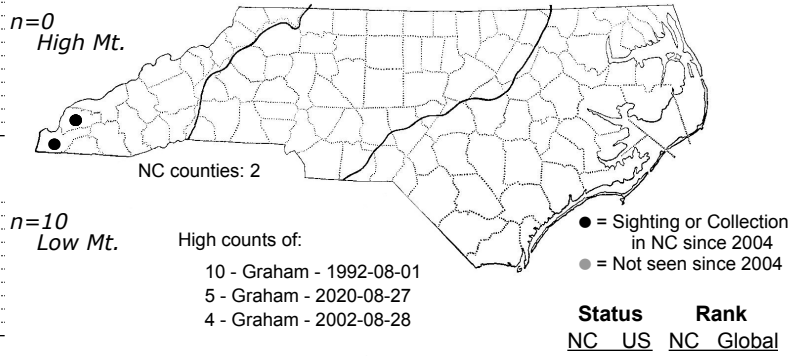 n=0
High Mt.
NC counties: 2
n=10
Low Mt.
High counts of:
10 - Graham - 1992-08-01
5 - Graham - 2020-08-27
4 - Graham - 2002-08-28
● = Sighting or Collection
in NC since 2004
● = Not seen since 2004
Status Rank
NC US NC Global